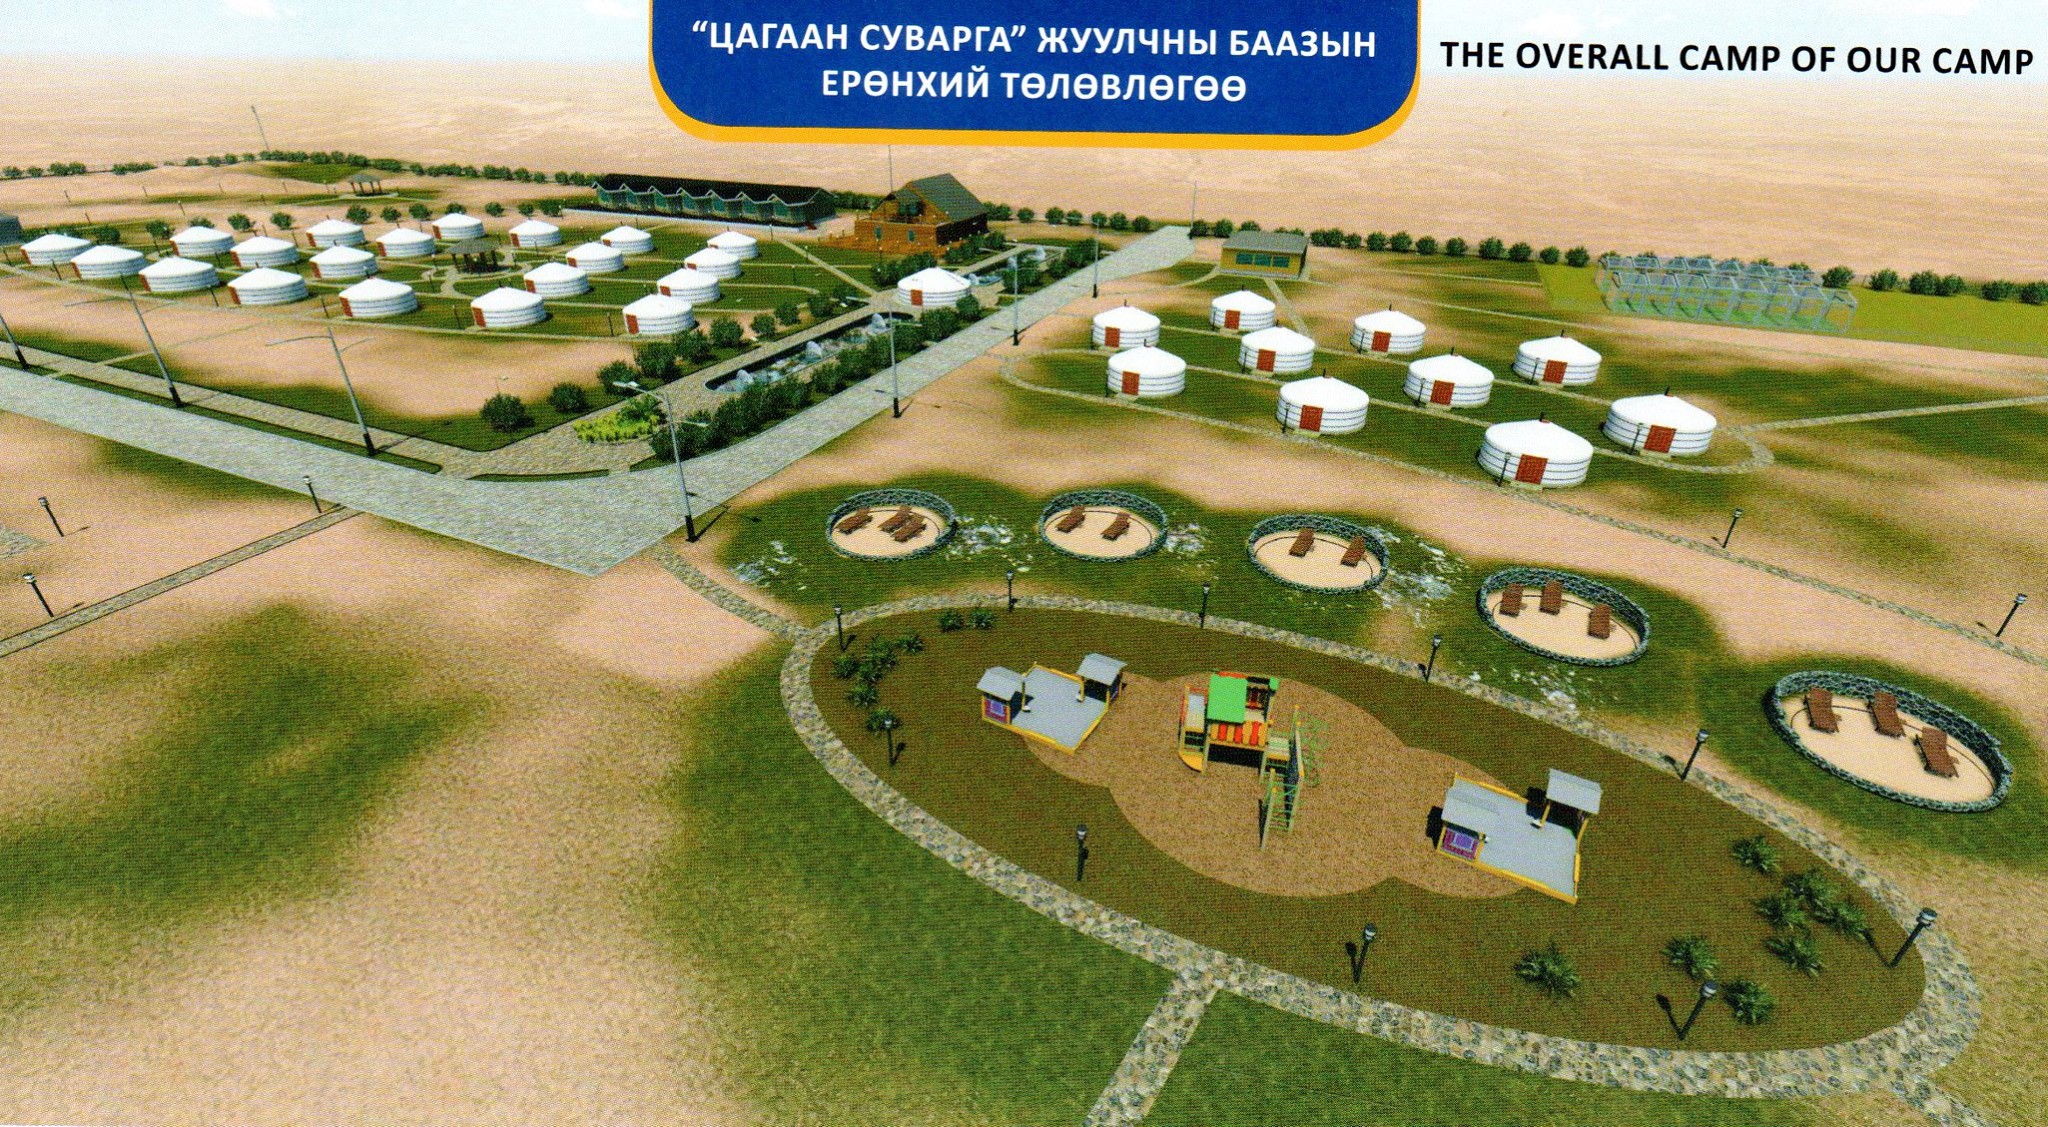 “ЦАГААН СУВАРГА” ЖУУЛЧНЫ БААЗЫН
ЕРӨНХИЙ ТӨЛӨВЛӨГӨӨ
THE OVERALL CAMP OF OUR CAMP